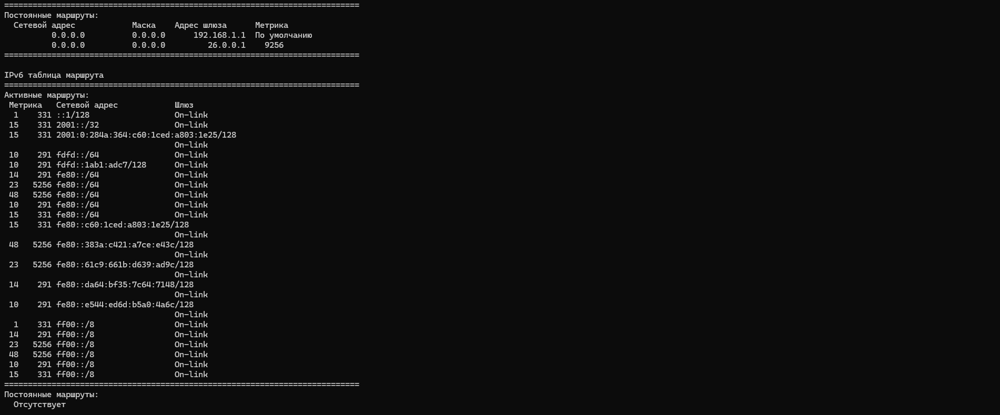 ===========================================================================
Постоянные маршруты:
  Сетевой адрес            Маска    Адрес шлюза      Метрика
          0.0.0.0          0.0.0.0      192.168.1.1  По умолчанию
          0.0.0.0          0.0.0.0         26.0.0.1    9256
===========================================================================

IPv6 таблица маршрута
===========================================================================
Активные маршруты:
 Метрика   Сетевой адрес            Шлюз
  1    331 ::1/128                  On-link
 15    331 2001::/32                On-link
 15    331 2001:0:284a:364:c60:1ced:a803:1e25/128
                                    On-link
 10    291 fdfd::/64                On-link
 10    291 fdfd::1ab1:adc7/128      On-link
 14    291 fe80::/64                On-link
 23   5256 fe80::/64                On-link
 48   5256 fe80::/64                On-link
 10    291 fe80::/64                On-link
 15    331 fe80::/64                On-link
 15    331 fe80::c60:1ced:a803:1e25/128
                                    On-link
 48   5256 fe80::383a:c421:a7ce:e43c/128
                                    On-link
 23   5256 fe80::61c9:661b:d639:ad9c/128
                                    On-link
 14    291 fe80::da64:bf35:7c64:7148/128
                                    On-link
 10    291 fe80::e544:ed6d:b5a0:4a6c/128
                                    On-link
  1    331 ff00::/8                 On-link
 14    291 ff00::/8                 On-link
 23   5256 ff00::/8                 On-link
 48   5256 ff00::/8                 On-link
 10    291 ff00::/8                 On-link
 15    331 ff00::/8                 On-link
===========================================================================
Постоянные маршруты:
  Отсутствует